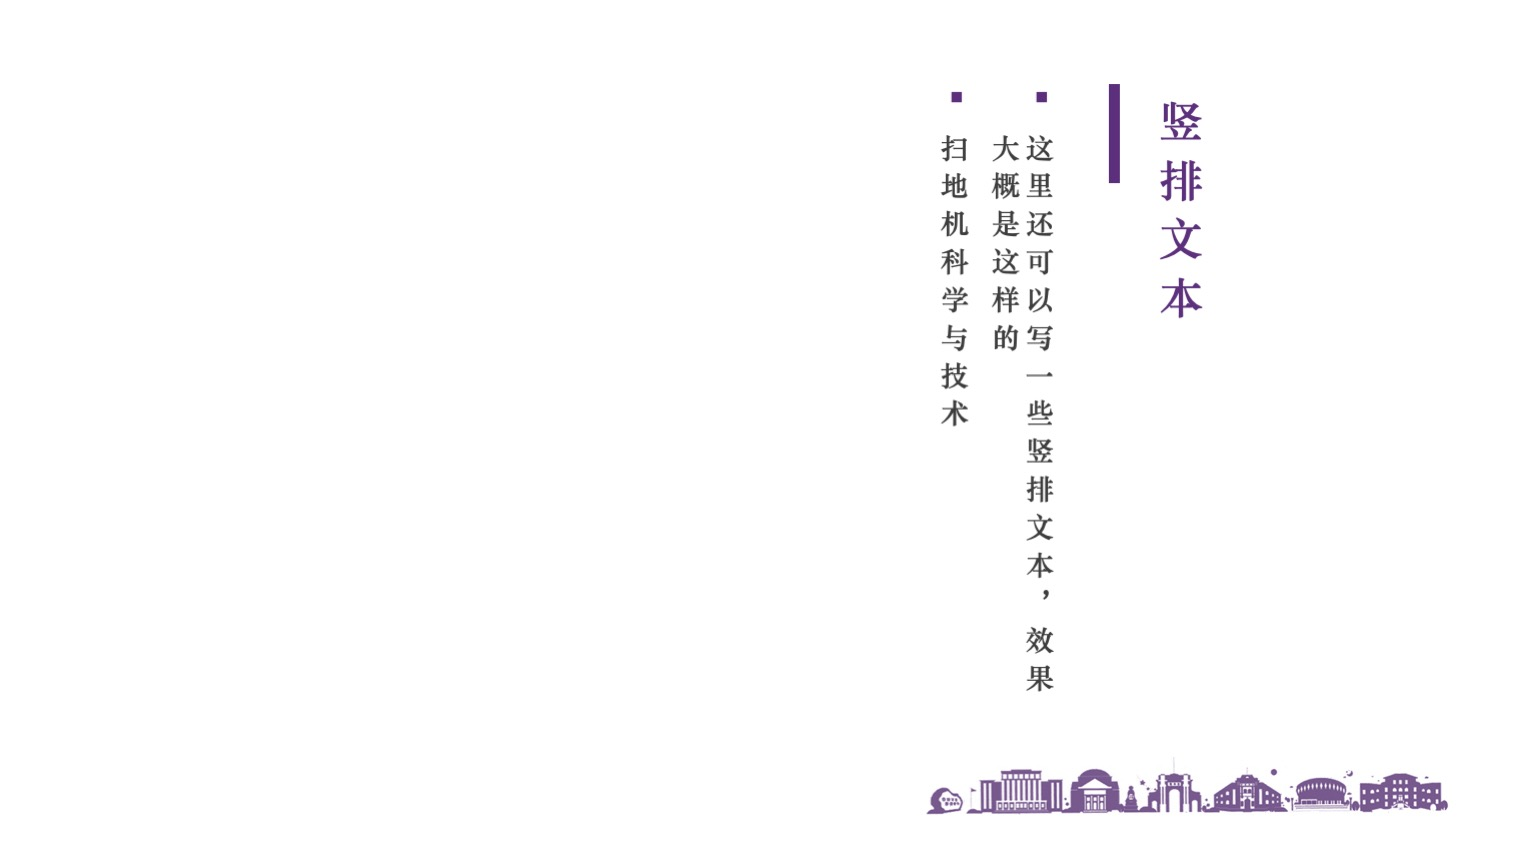 竖排文本
这里还可以写一些竖排文本，效果
大概是这样的
扫地机科学与技术